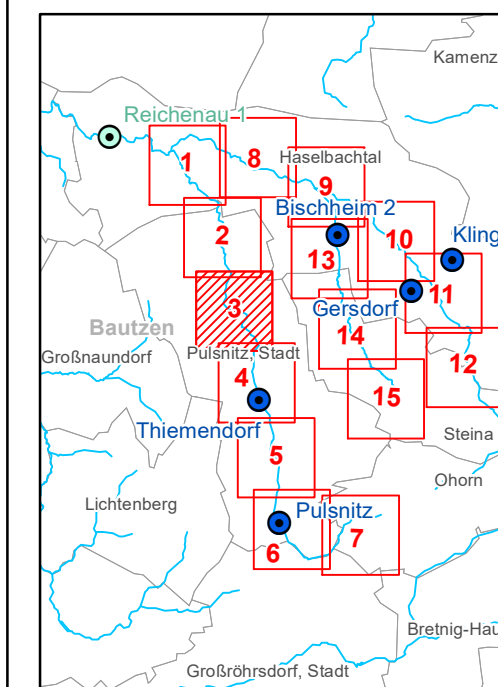 Kamenz
Reichenau 1
1
8
Haselbachtal
9
Bischheim 2
2
10
Kling
13
11
3
Gersdorf
Bautzen
14
Großnaundorf
Pulsnitz, Stadt
12
4
15
Thiemendorf
Steina
5
Ohorn
Lichtenberg
Pulsnitz
6
7
Bretnig-Hau
Großröhrsdorf, Stadt